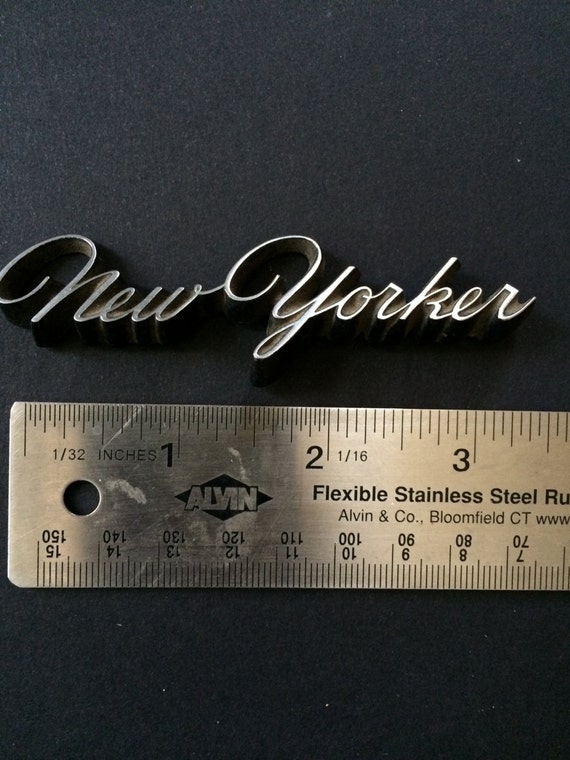 New Yorker
1/32 INCHES 1 2 1/16 3
ALVIN
Flexible Stainless Steel Ru
Alvin & Co., Bloomfield CT www
150 140 130 120 110 100 90 80 70
15 14 13 12 11 10 9 8 7